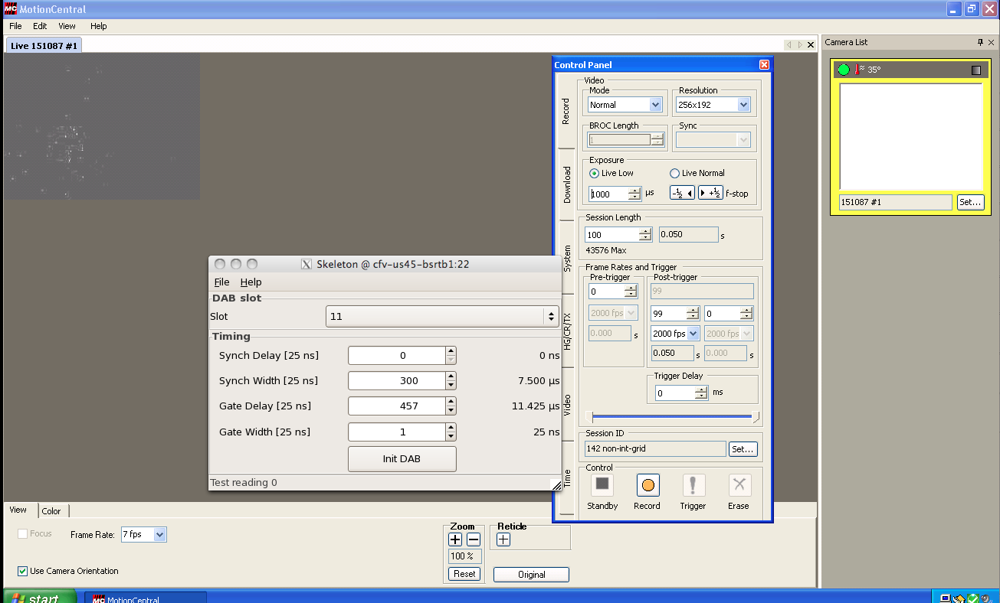 MC MotionCentral
File Edit View Help
Live 151087 #1
Camera List
35°
151087 #1
Set...
Control Panel
Record
Download
System
HG/CR/TX
Video
Time
Video
Mode
Resolution
Normal
256x192
BROC Length
Sync
1
Exposure
Live Low
Live Normal
1000 µs
-½ +½ f-stop
Session Length
100
0.050 s
43576 Max
Frame Rates and Trigger
Pre-trigger
Post-trigger
0
99
2000 fps
99
0
0.000 s
2000 fps
2000 fps
0.050 s
0.000 s
Trigger Delay
0 ms
Session ID
142 non-int-grid
Set...
Control
Standby
Record
Trigger
Erase
X Skeleton @ cfv-us45-bsrtb1:22
File Help
DAB slot
Slot 11
Timing
Synch Delay [25 ns] 0 0 ns
Synch Width [25 ns] 300 7.500 µs
Gate Delay [25 ns] 457 11.425 µs
Gate Width [25 ns] 1 25 ns
Init DAB
Test reading 0
View Color
Focus
Frame Rate: 7 fps
Use Camera Orientation
Zoom
100 %
Reset
Reticle
Original
start
MC MotionCentral